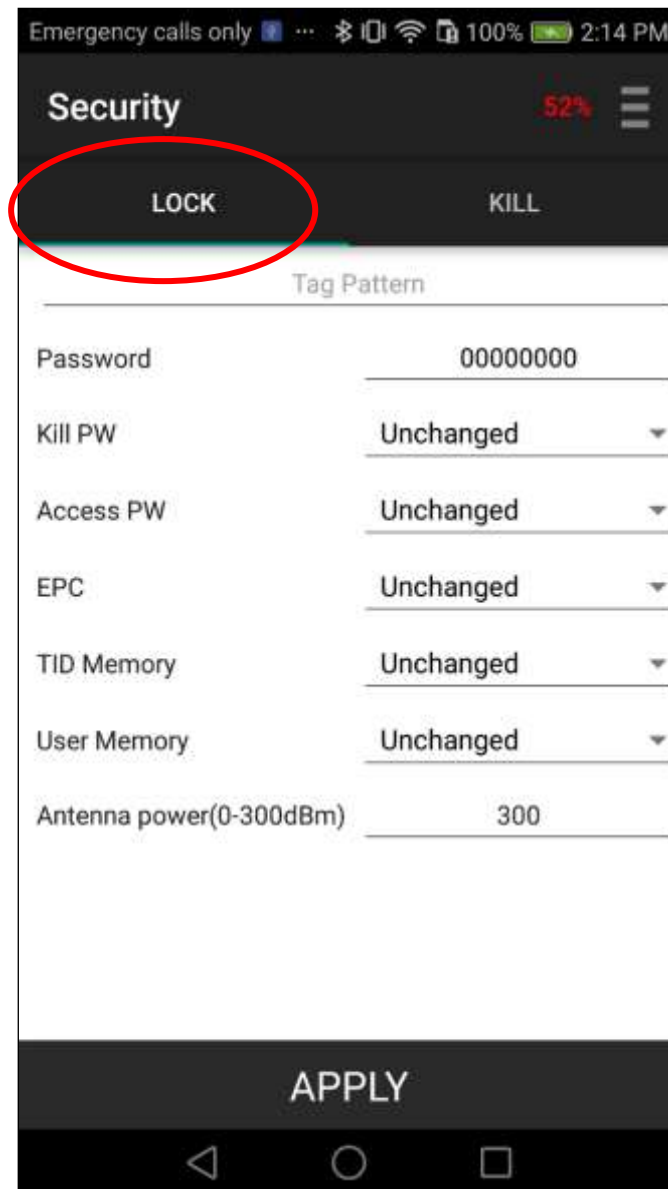 Emergency calls only ... 100% 2:14 PM
Security 52%
LOCK KILL
Tag Pattern
Password 00000000
Kill PW Unchanged
Access PW Unchanged
EPC Unchanged
TID Memory Unchanged
User Memory Unchanged
Antenna power(0-300dBm) 300
APPLY